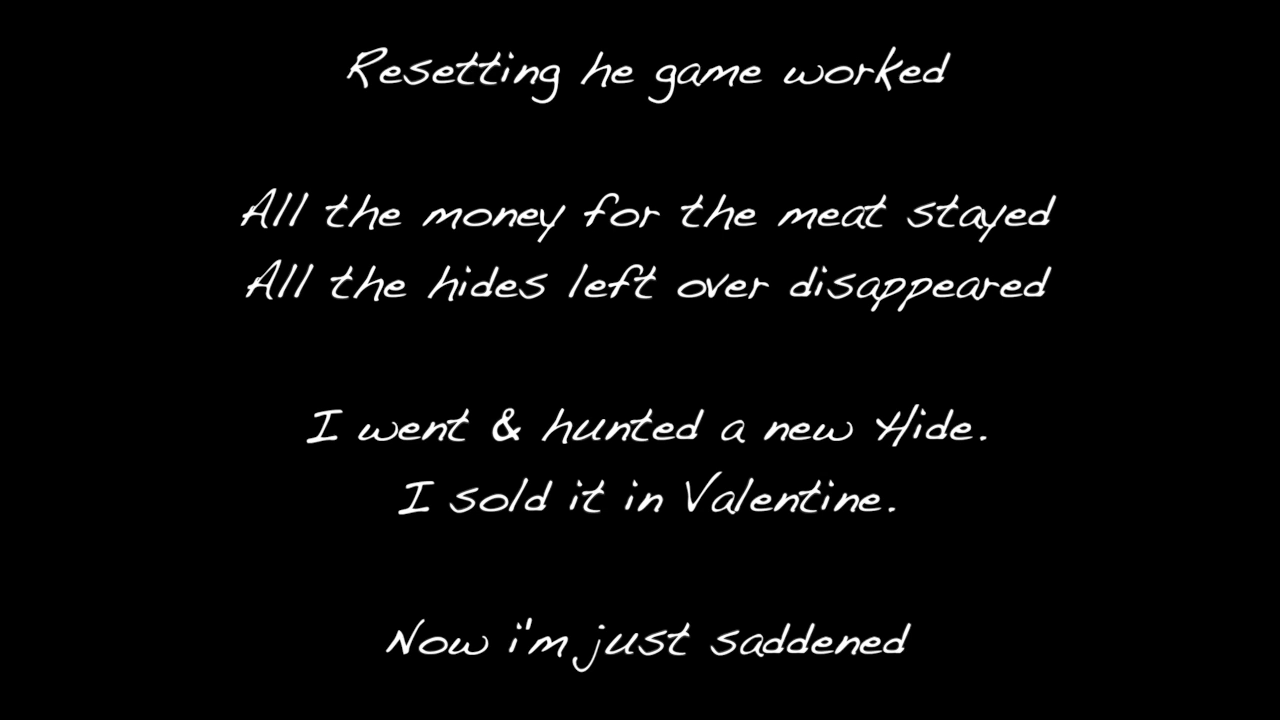 Resetting he game worked
All the money for the meat stayed
All the hides left over disappeared
I went & hunted a new Hide.
I sold it in Valentine.
Now i'm just saddened